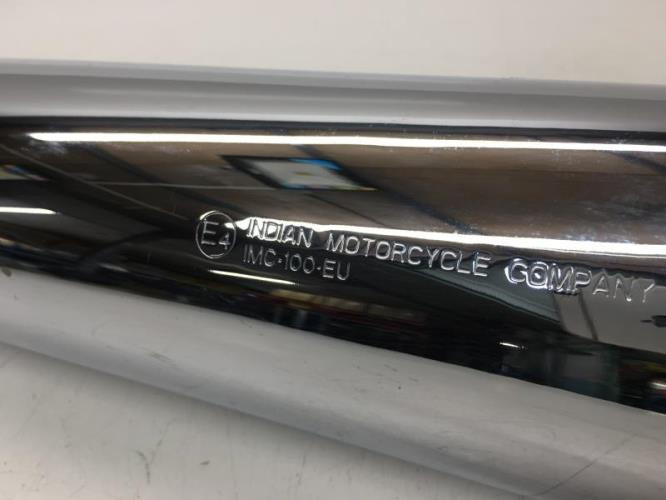 E4 INDIAN MOTORCYCLE COMPANY
IMC-100-EU